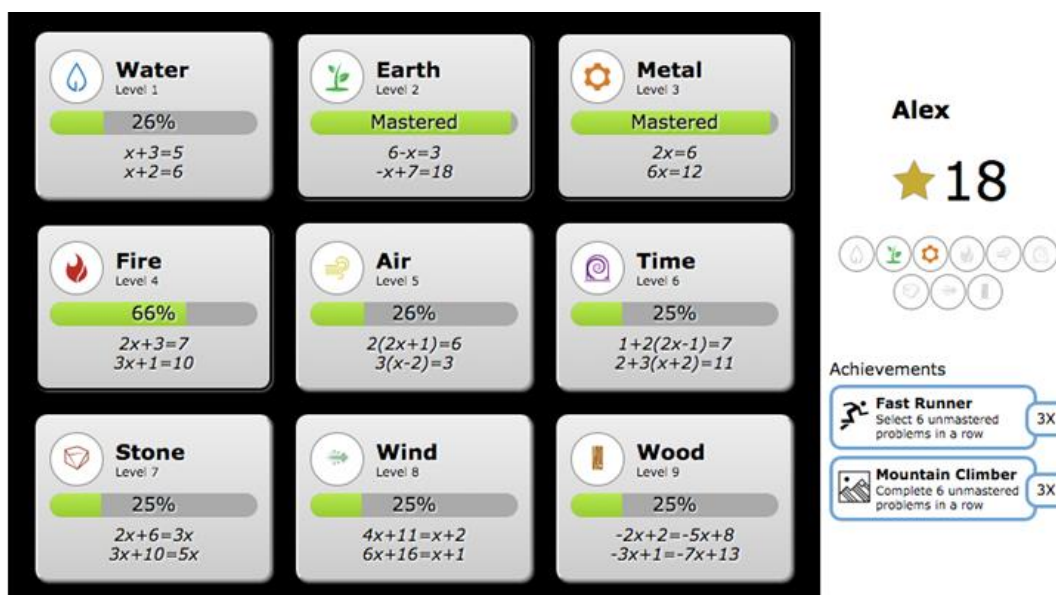 Water
Level 1
26%
x+3=5
x+2=6
Earth
Level 2
Mastered
6-x=3
-x+7=18
Metal
Level 3
Mastered
2x=6
6x=12
Fire
Level 4
66%
2x+3=7
3x+1=10
Air
Level 5
26%
2(2x+1)=6
3(x-2)=3
Time
Level 6
25%
1+2(2x-1)=7
2+3(x+2)=11
Stone
Level 7
25%
2x+6=3x
3x+10=5x
Wind
Level 8
25%
4x+11=x+2
6x+16=x+1
Wood
Level 9
25%
-2x+2=-5x+8
-3x+1=-7x+13
Alex
18
Achievements
Fast Runner
Select 6 unmastered
problems in a row
3X
Mountain Climber
Complete 6 unmastered
problems in a row
3X